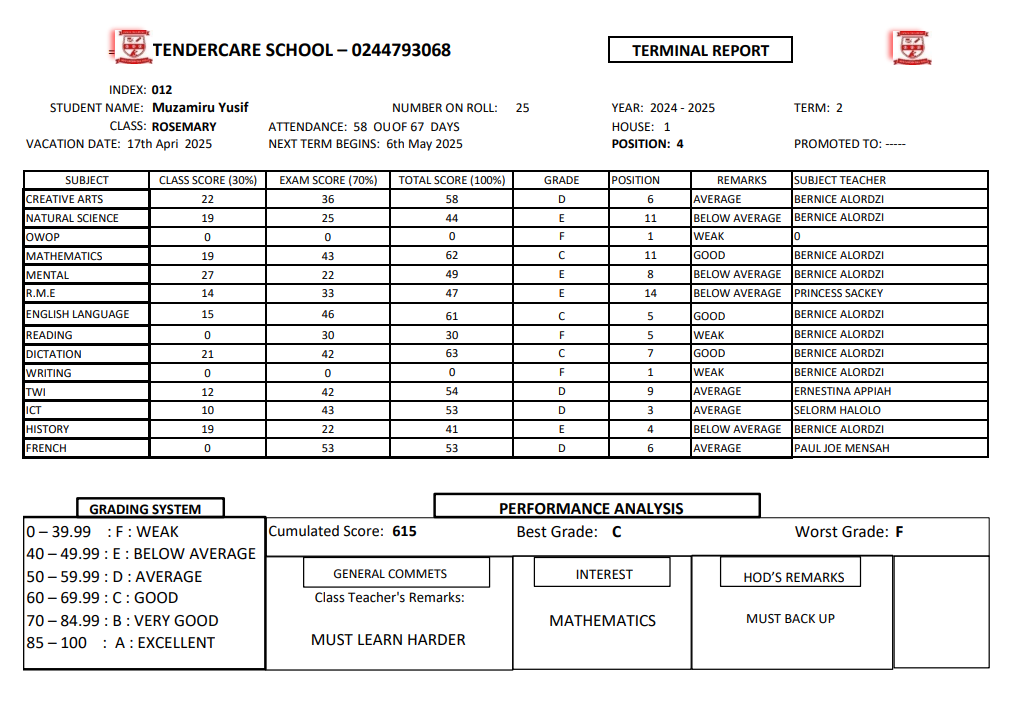 TENDERCARE SCHOOL – 0244793068
TERMINAL REPORT
INDEX: 012
STUDENT NAME: Muzamiru Yusif NUMBER ON ROLL: 25 YEAR: 2024 - 2025 TERM: 2
CLASS: ROSEMARY ATTENDANCE: 58 OUOF 67 DAYS HOUSE: 1
VACATION DATE: 17th Apri 2025 NEXT TERM BEGINS: 6th May 2025 POSITION: 4 PROMOTED TO: -----
SUBJECT CLASS SCORE (30%) EXAM SCORE (70%) TOTAL SCORE (100%) GRADE POSITION REMARKS SUBJECT TEACHER
CREATIVE ARTS 22 36 58 D 6 AVERAGE BERNICE ALORDZI
NATURAL SCIENCE 19 25 44 E 11 BELOW AVERAGE BERNICE ALORDZI
OWOP 0 0 0 F 1 WEAK 0
MATHEMATICS 19 43 62 C 11 GOOD BERNICE ALORDZI
MENTAL 27 22 49 E 8 BELOW AVERAGE BERNICE ALORDZI
R.M.E 14 33 47 E 14 BELOW AVERAGE PRINCESS SACKEY
ENGLISH LANGUAGE 15 46 61 C 5 GOOD BERNICE ALORDZI
READING 0 30 30 F 5 WEAK BERNICE ALORDZI
DICTATION 21 42 63 C 7 GOOD BERNICE ALORDZI
WRITING 0 0 0 F 1 WEAK BERNICE ALORDZI
TWI 12 42 54 D 9 AVERAGE ERNESTINA APPIAH
ICT 10 43 53 D 3 AVERAGE SELORM HALOLO
HISTORY 19 22 41 E 4 BELOW AVERAGE BERNICE ALORDZI
FRENCH 0 53 53 D 6 AVERAGE PAUL JOE MENSAH
GRADING SYSTEM
0 – 39.99 : F : WEAK
40 – 49.99 : E : BELOW AVERAGE
50 – 59.99 : D : AVERAGE
60 – 69.99 : C : GOOD
70 – 84.99 : B : VERY GOOD
85 – 100 : A : EXCELLENT
PERFORMANCE ANALYSIS
Cumulated Score: 615 Best Grade: C Worst Grade: F
GENERAL COMMETS
Class Teacher's Remarks:
MUST LEARN HARDER
INTEREST
MATHEMATICS
HOD'S REMARKS
MUST BACK UP